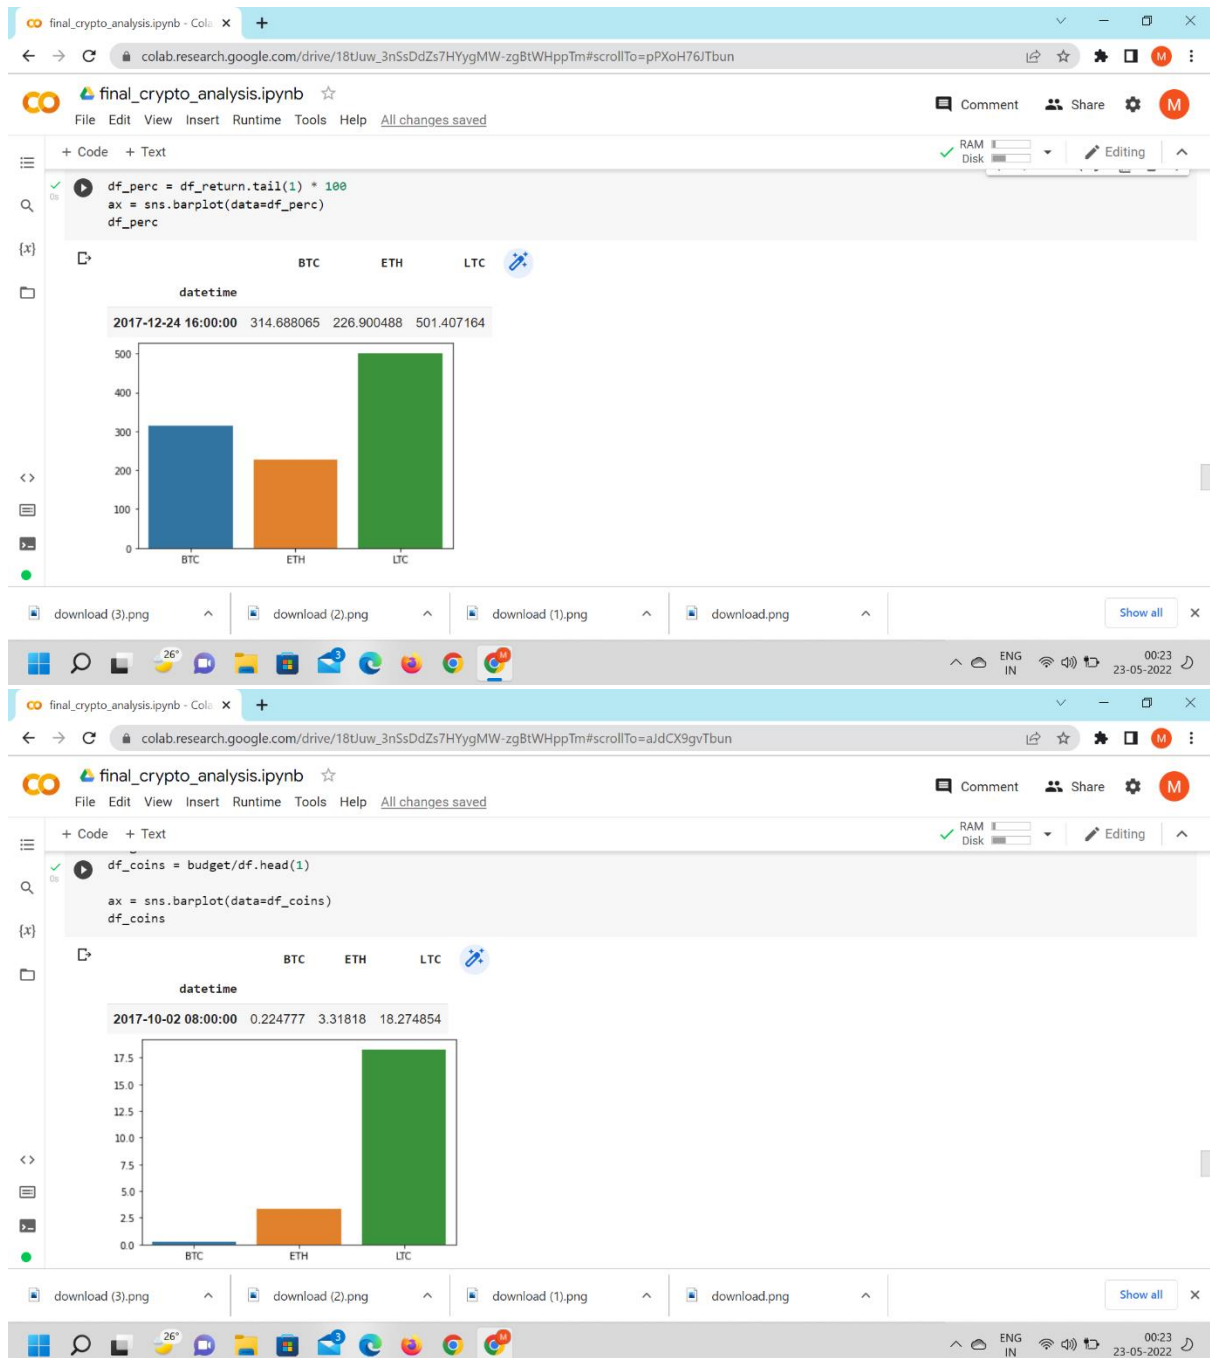 final_crypto_analysis.ipynb - Cola
colab.research.google.com/drive/18tJuw_3nSsDdZs7HYygMW-zgBtWHppTm#scrollTo=pPXoH76JTbun
M
final_crypto_analysis.ipynb
Comment Share M
File Edit View Insert Runtime Tools Help All changes saved
+ Code + Text
RAM
Disk
Editing
df_perc = df_return.tail(1) * 100
0s
ax = sns.barplot(data=df_perc)
df_perc
{x}
BTC ETH LTC
datetime
2017-12-24 16:00:00 314.688065 226.900488 501.407164
500
400
300
200
100
0
BTC ETH LTC
download (3).png download (2).png download (1).png download.png Show all
26° 3 M
ENG
IN
00:23
23-05-2022
final_crypto_analysis.ipynb - Cola
colab.research.google.com/drive/18tJuw_3nSsDdZs7HYygMW-zgBtWHppTm#scrollTo=aJdCX9gvTbun
M
final_crypto_analysis.ipynb
Comment Share M
File Edit View Insert Runtime Tools Help All changes saved
+ Code + Text
RAM
Disk
Editing
df_coins = budget/df.head(1)
0s
ax = sns.barplot(data=df_coins)
df_coins
{x}
BTC ETH LTC
datetime
2017-10-02 08:00:00 0.224777 3.31818 18.274854
17.5
15.0
12.5
10.0
7.5
5.0
2.5
0.0
BTC ETH LTC
download (3).png download (2).png download (1).png download.png Show all
26° 3 M
ENG
IN
00:23
23-05-2022